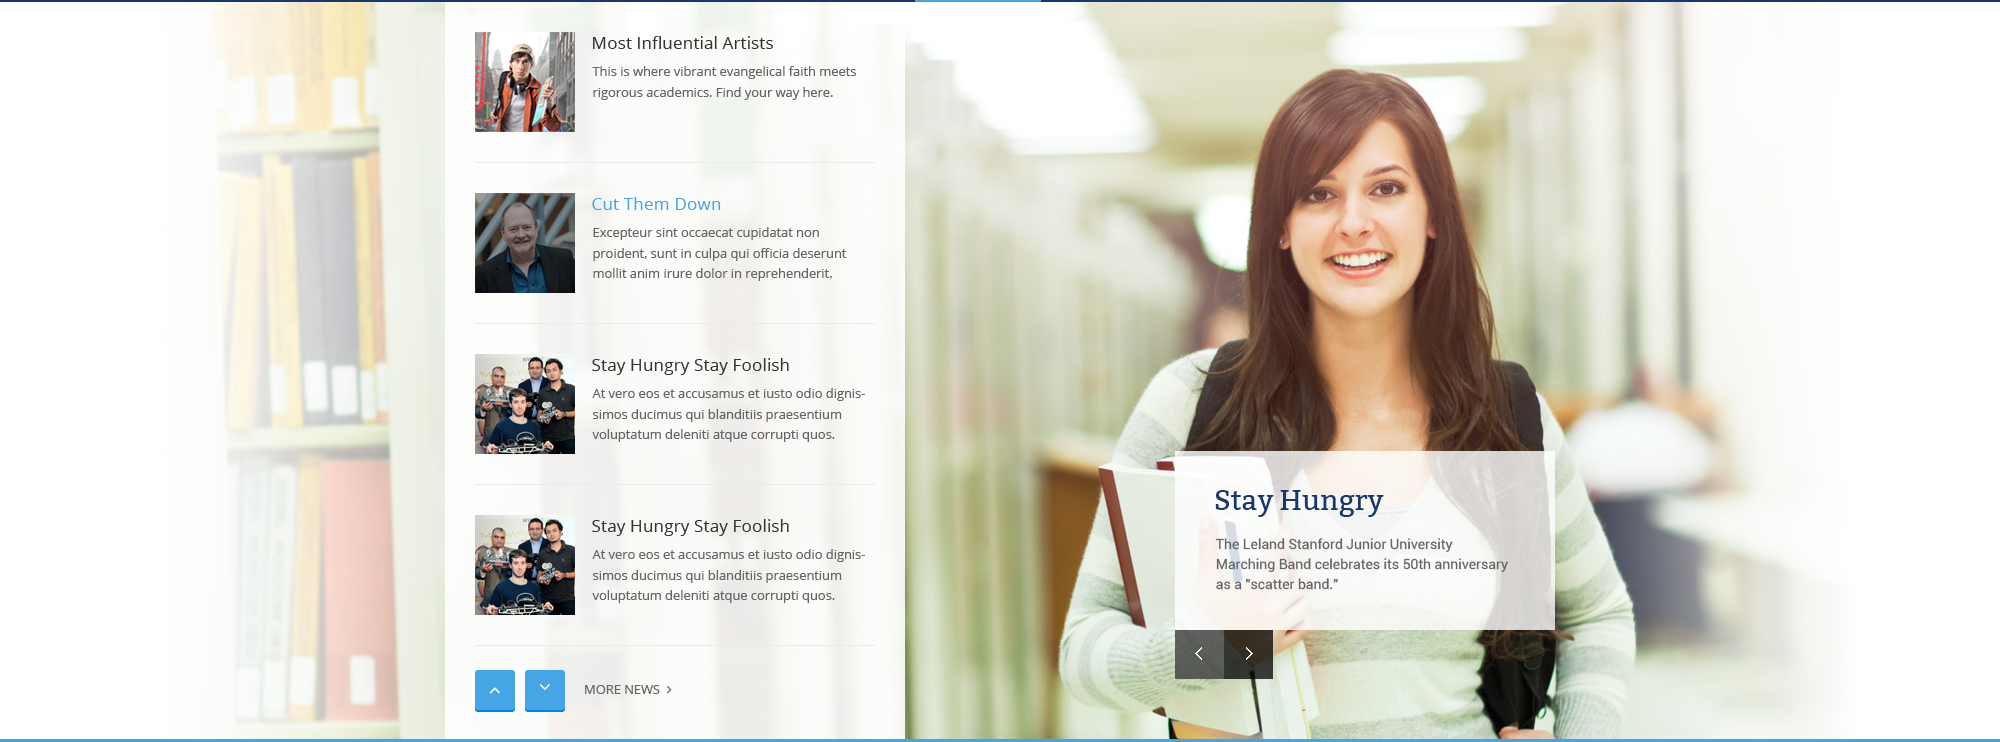 Most Influential Artists
This is where vibrant evangelical faith meets
rigorous academics. Find your way here.
Cut Them Down
Excepteur sint occaecat cupidatat non
proident, sunt in culpa qui officia deserunt
mollit anim irure dolor in reprehenderit.
Stay Hungry Stay Foolish
At vero eos et accusamus et iusto odio dignis-
simos ducimus qui blanditiis praesentium
voluptatum deleniti atque corrupti quos.
Stay Hungry Stay Foolish
At vero eos et accusamus et iusto odio dignis-
simos ducimus qui blanditiis praesentium
voluptatum deleniti atque corrupti quos.
MORE NEWS
Stay Hungry
The Leland Stanford Junior University
Marching Band celebrates its 50th anniversary
as a "scatter band."